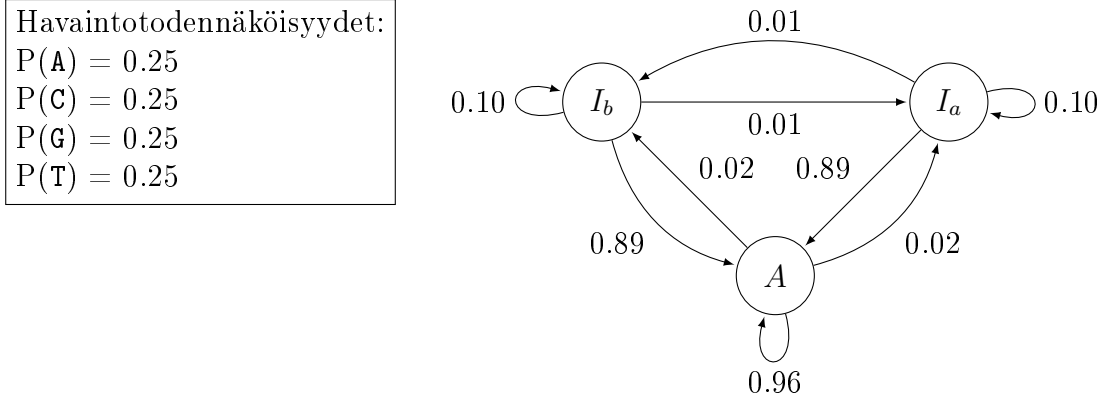 Havaintotodennäköisyydet:
P(A) = 0.25
P(C) = 0.25
P(G) = 0.25
P(T) = 0.25
0.01
0.10
I_b
I_a
0.10
0.01
0.02
0.89
0.89
0.02
A
0.96